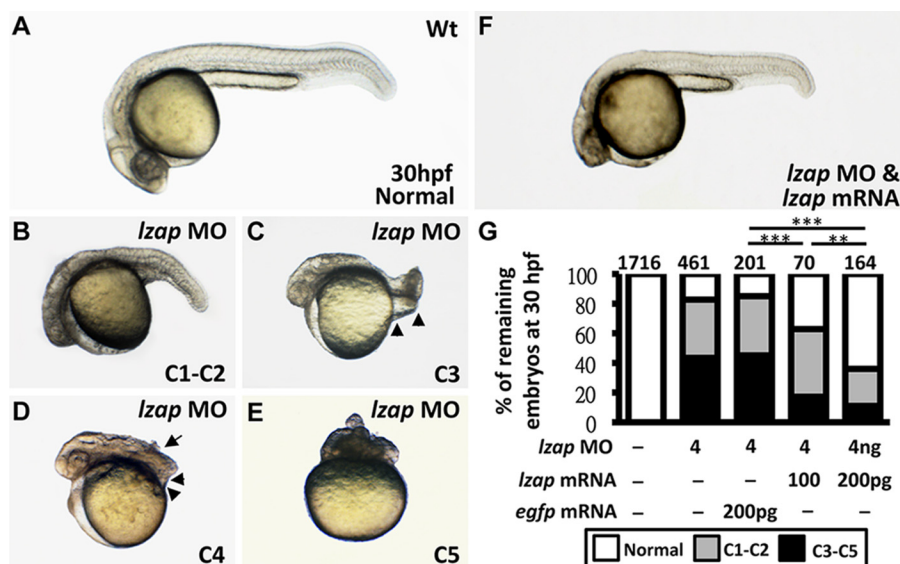 A
Wt
30hpf
Normal
F
lzap MO &
lzap mRNA
B
lzap MO
C1-C2
C
lzap MO
C3
D
lzap MO
C4
E
lzap MO
C5
G
***
*** **
1716 461 201 70 164
% of remaining
embryos at 30 hpf
100
80
60
40
20
0
lzap MO – 4 4 4 4ng
lzap mRNA – – – 100 200pg
egfp mRNA – – 200pg – –
Normal C1-C2 C3-C5